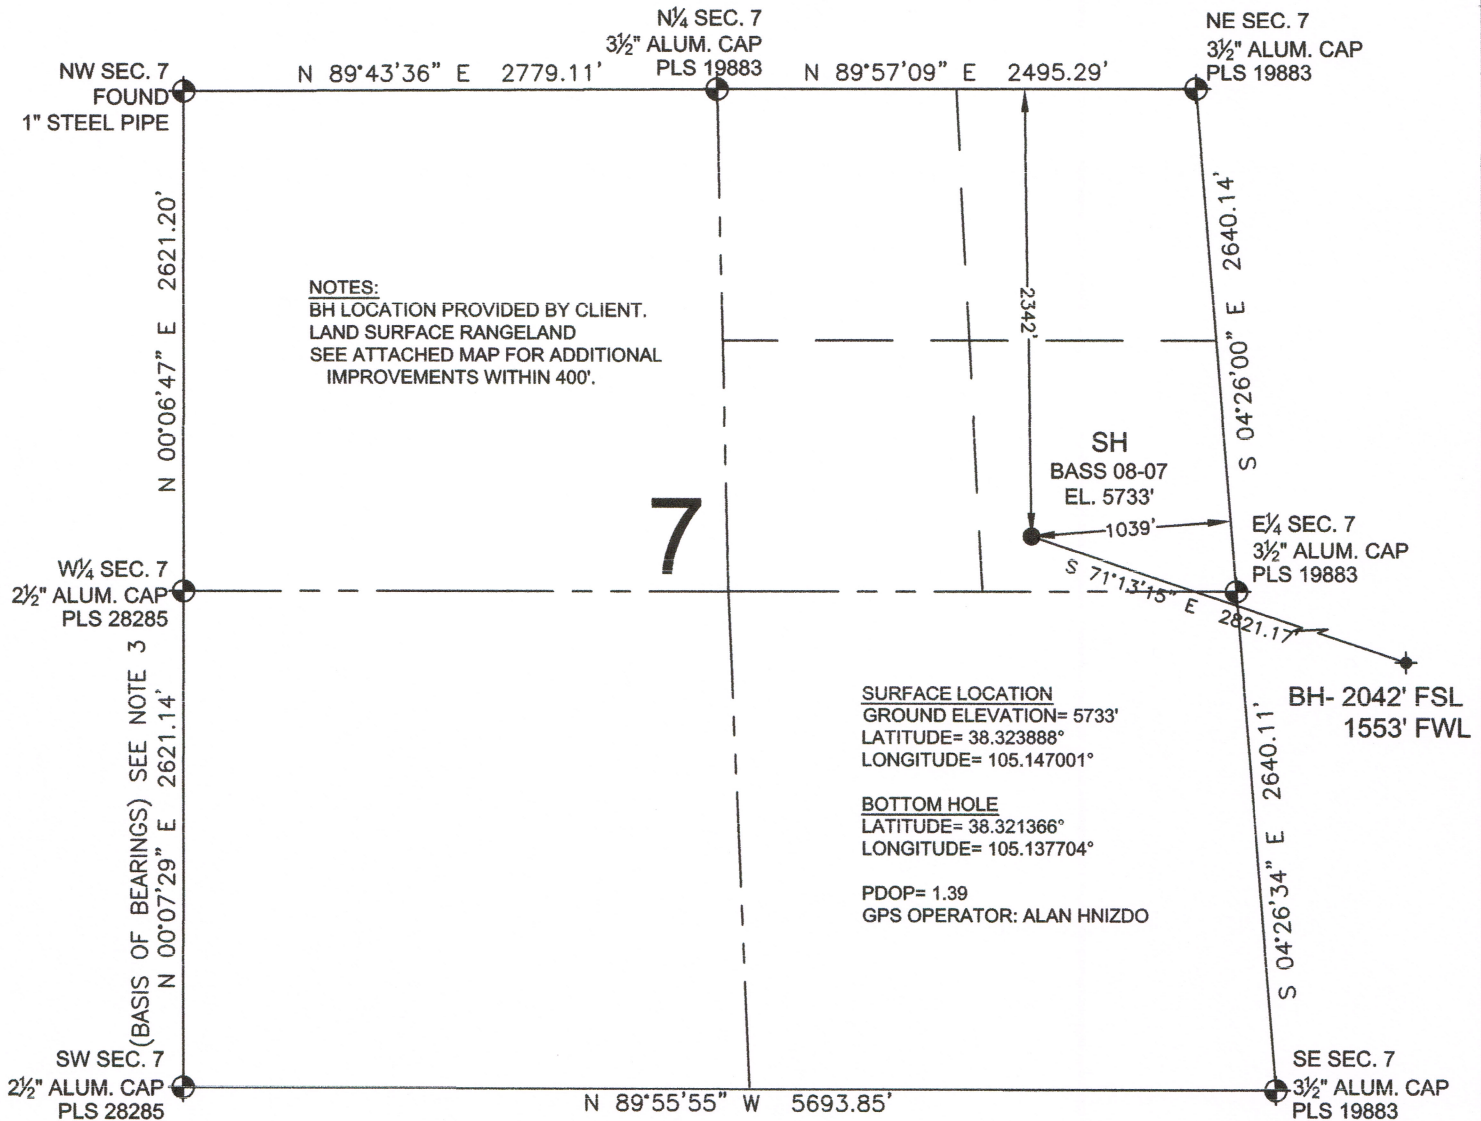 N¼ SEC. 7
3½" ALUM. CAP
PLS 19883
NE SEC. 7
3½" ALUM. CAP
PLS 19883
NW SEC. 7
FOUND
1" STEEL PIPE
N 89°43'36" E 2779.11'
N 89°57'09" E 2495.29'
N 00°06'47" E 2621.20'
NOTES:
BH LOCATION PROVIDED BY CLIENT.
LAND SURFACE RANGELAND
SEE ATTACHED MAP FOR ADDITIONAL
IMPROVEMENTS WITHIN 400'.
2342'
S 04°26'00" E 2640.14'
SH
BASS 08-07
EL. 5733'
1039'
7
E¼ SEC. 7
3½" ALUM. CAP
PLS 19883
W¼ SEC. 7
2½" ALUM. CAP
PLS 28285
S 71°13'15" E 2821.17'
BH- 2042' FSL
1553' FWL
(BASIS OF BEARINGS) SEE NOTE 3
N 00°07'29" E 2621.14'
SURFACE LOCATION
GROUND ELEVATION= 5733'
LATITUDE= 38.323888°
LONGITUDE= 105.147001°
BOTTOM HOLE
LATITUDE= 38.321366°
LONGITUDE= 105.137704°
PDOP= 1.39
GPS OPERATOR: ALAN HNIZDO
S 04°26'34" E 2640.11'
SW SEC. 7
2½" ALUM. CAP
PLS 28285
N 89°55'55" W 5693.85'
SE SEC. 7
3½" ALUM. CAP
PLS 19883